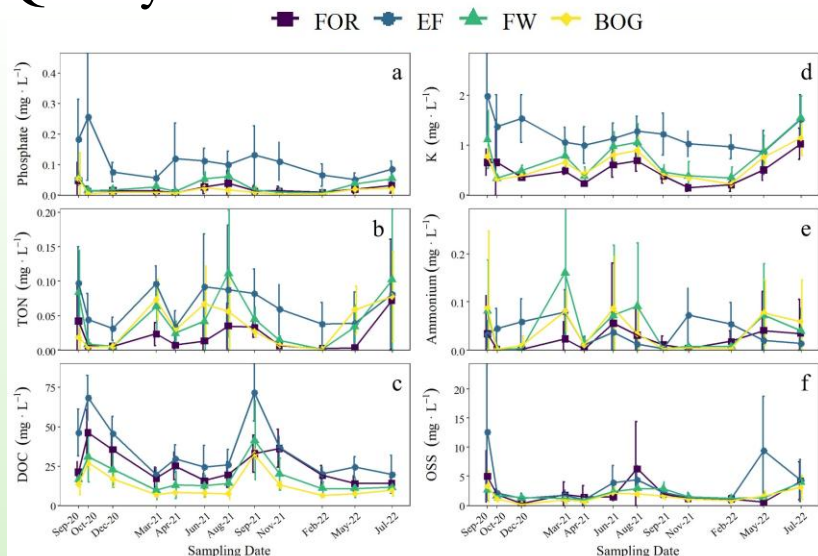 FOR EF FW BOG
a
Phosphate (mg · L⁻¹)
0.4
0.3
0.2
0.1
0.0
d
K (mg · L⁻¹)
2
1
0
b
TON (mg · L⁻¹)
0.20
0.15
0.10
0.05
0.00
e
Ammonium (mg · L⁻¹)
0.2
0.1
0.0
c
DOC (mg · L⁻¹)
75
50
25
0
f
OSS (mg · L⁻¹)
20
15
10
5
0
Sep-20 Oct-20 Dec-20 Mar-21 Apr-21 Jun-21 Aug-21 Sep-21 Nov-21 Feb-22 May-22 Jul-22
Sampling Date
Sep-20 Oct-20 Dec-20 Mar-21 Apr-21 Jun-21 Aug-21 Sep-21 Nov-21 Feb-22 May-22 Jul-22
Sampling Date